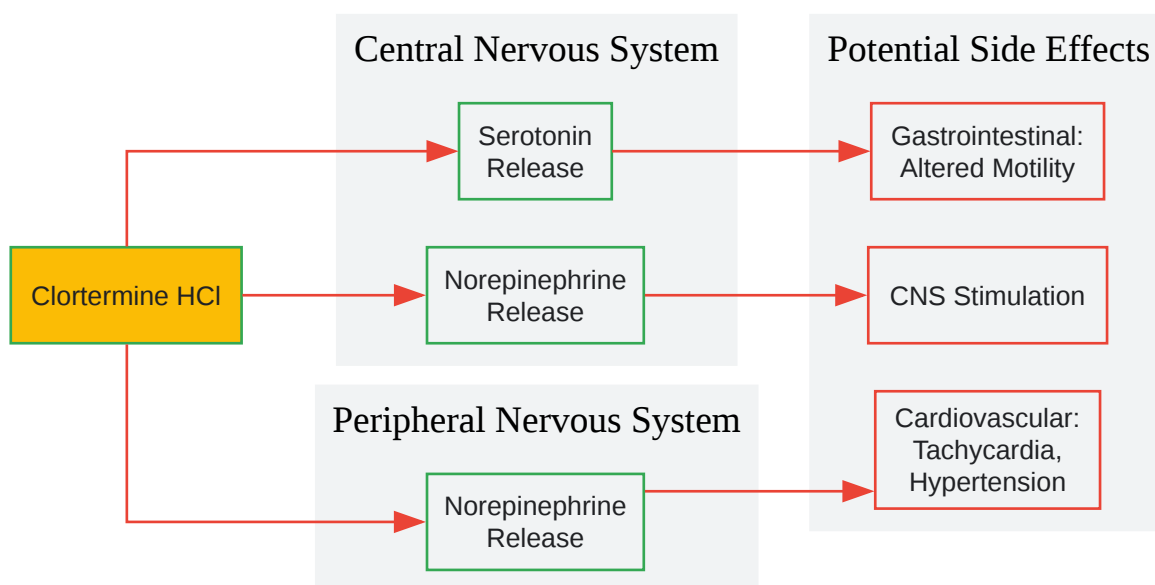 Central Nervous System
Potential Side Effects
Serotonin
Release
Gastrointestinal:
Altered Motility
Clortermine HCl
Norepinephrine
Release
CNS Stimulation
Peripheral Nervous System
Cardiovascular:
Tachycardia,
Hypertension
Norepinephrine
Release